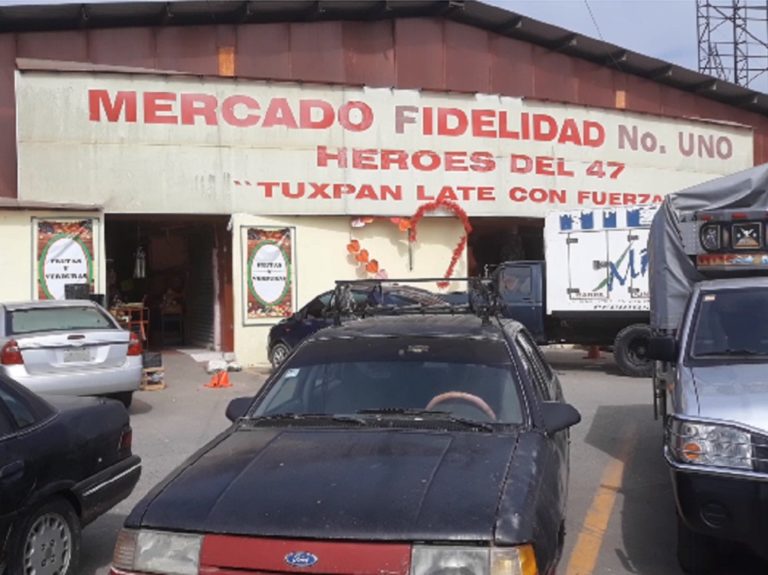 MERCADO FIDELIDAD No. UNO
HEROES DEL 47
"TUXPAN LATE CON FUERZA
FRUTAS
Y
VERDURAS
FRUTAS
Y
VERDURAS
Ford